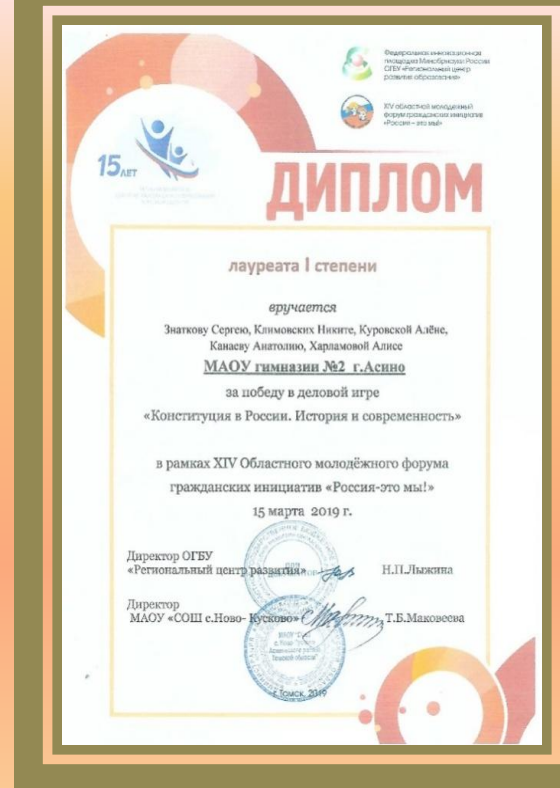 Федеральная инновационная
площадка Минобрнауки России
ОГБУ «Региональный центр
развития образования»
XV областной молодежный
форум гражданских инициатив
«Россия – это мы!»
15 ЛЕТ
ДИПЛОМ
лауреата I степени
вручается
Знаткову Сергею, Климовских Никите, Куровской Алёне,
Канаеву Анатолию, Харламовой Алисе
МАОУ гимназии №2 г.Асино
за победу в деловой игре
«Конституция в России. История и современность»
в рамках XIV Областного молодёжного форума
гражданских инициатив «Россия-это мы!»
15 марта 2019 г.
Директор ОГБУ
«Региональный центр развития» Н.П.Лыжина
Директор
МАОУ «СОШ с.Ново- Кусково» Т.Б.Маковеева
г.Томск, 2019